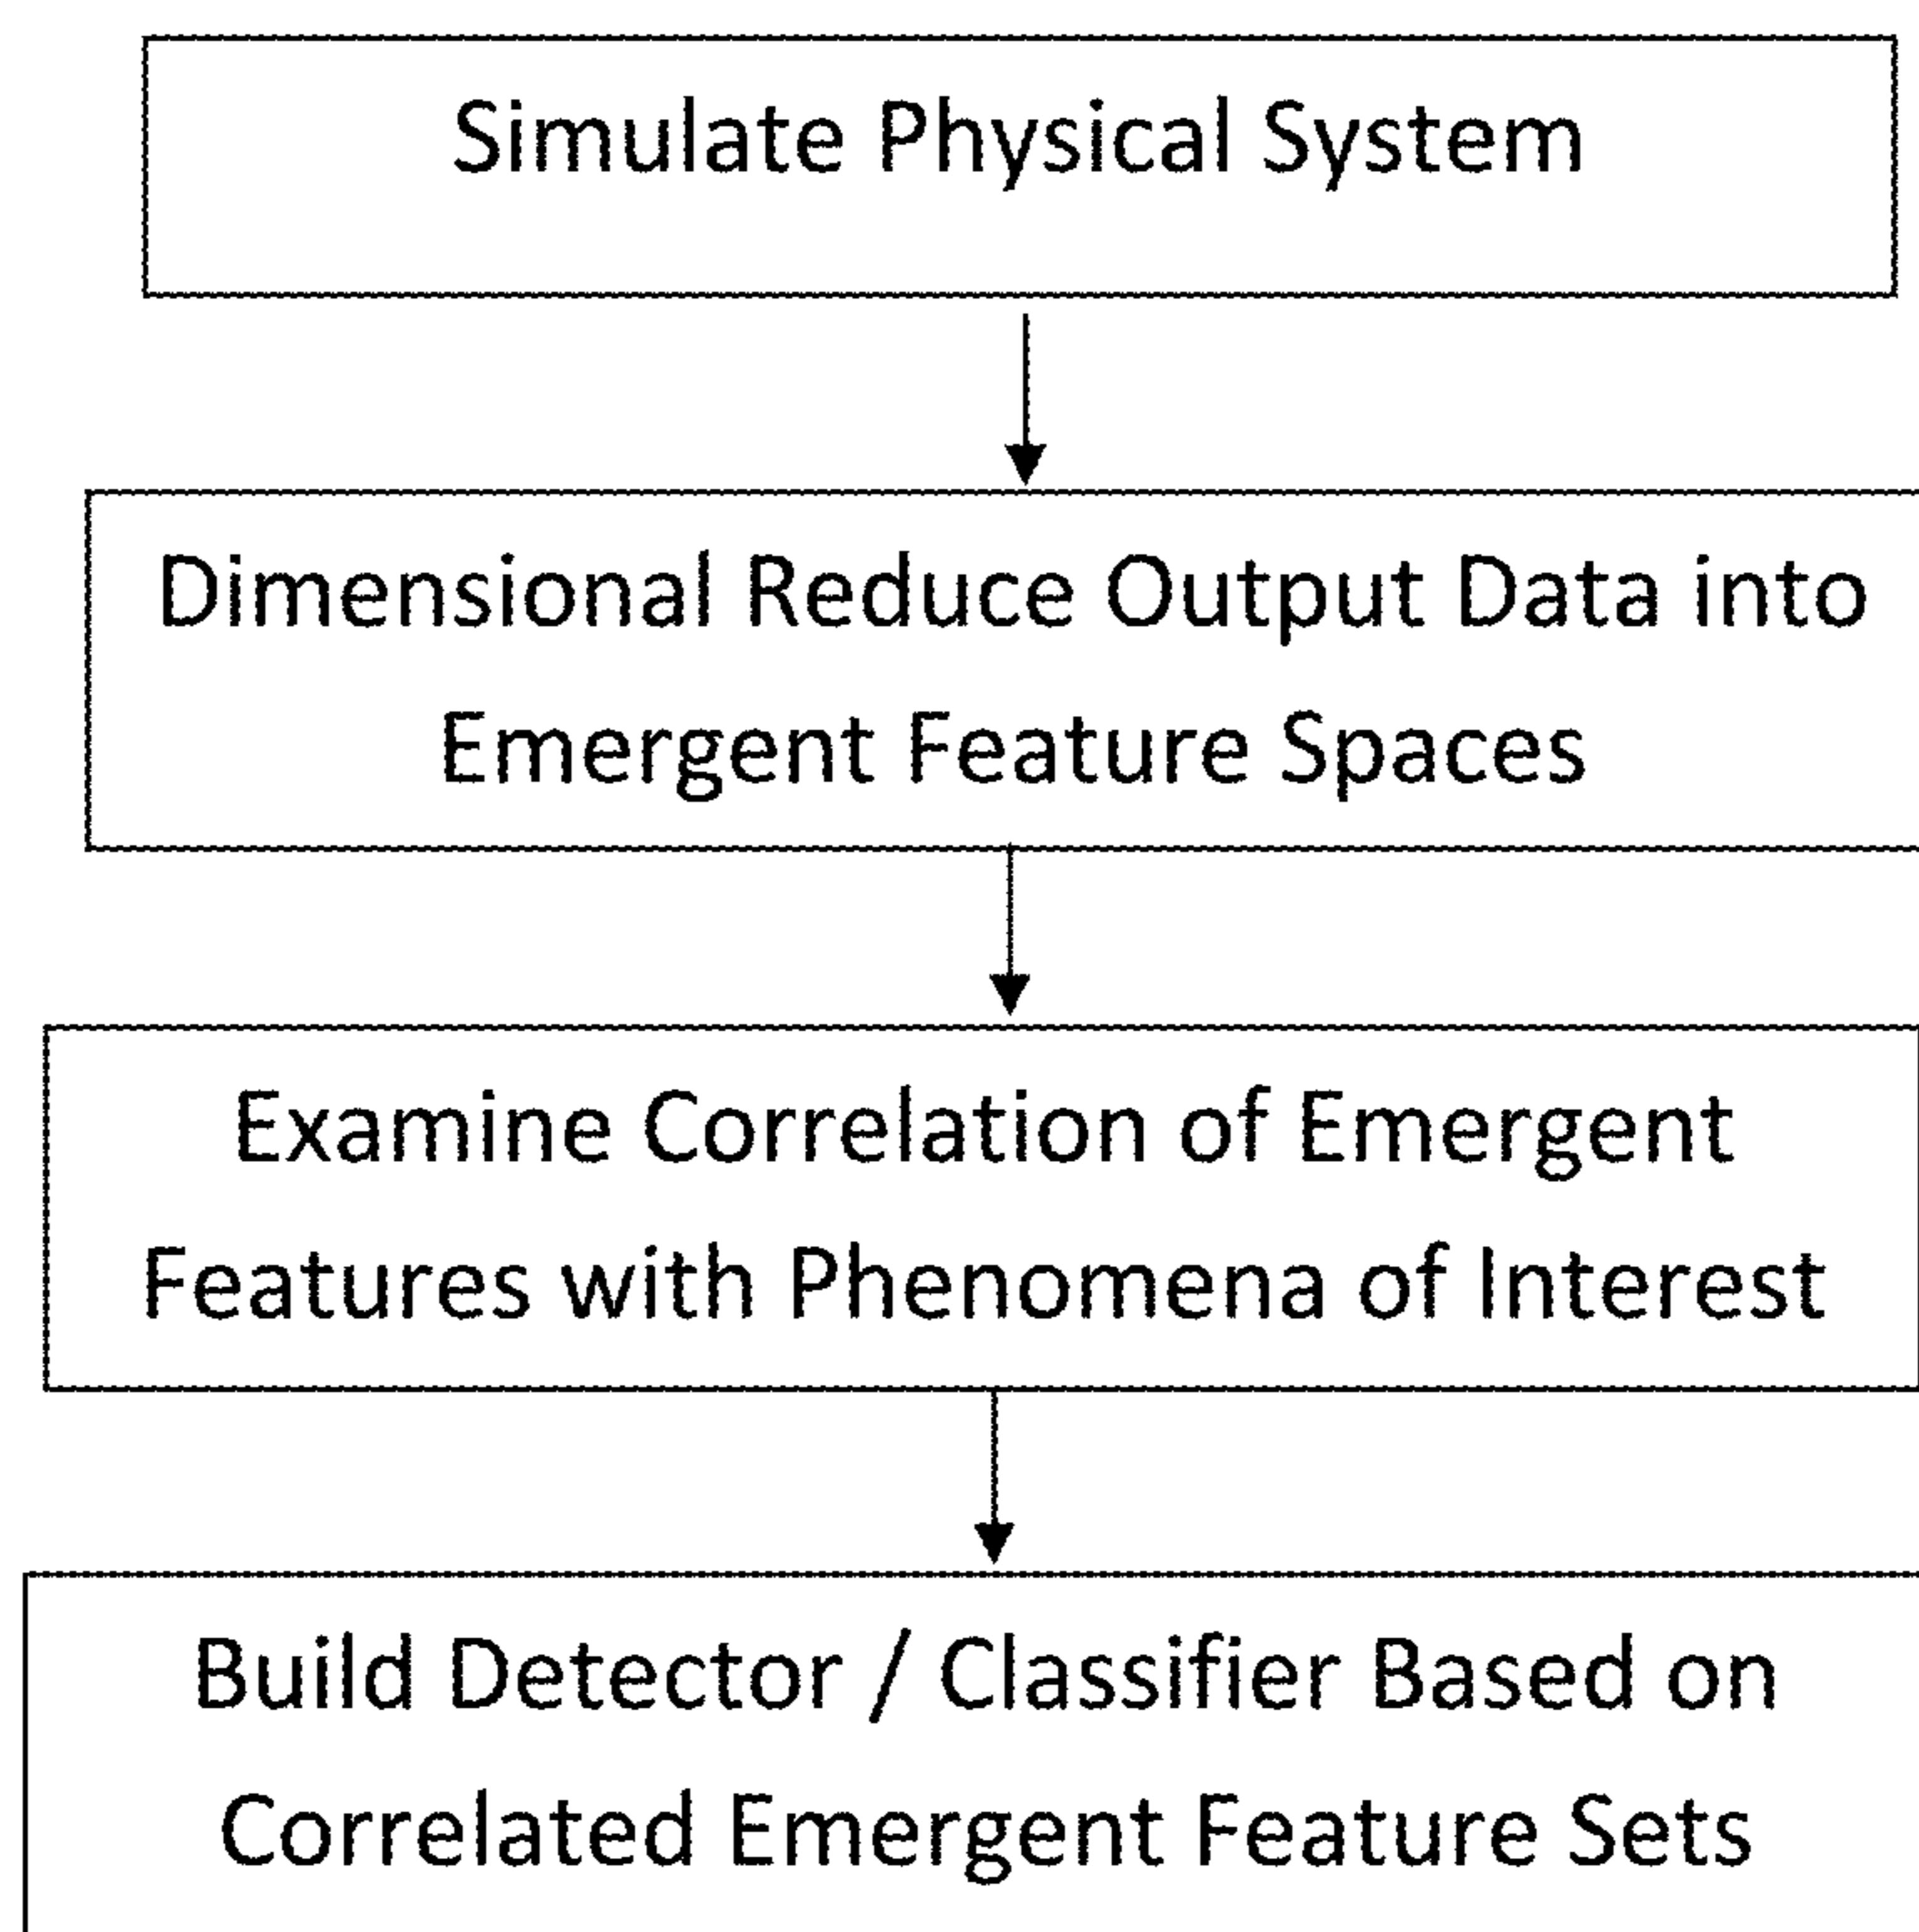 Simulate Physical System
Dimensional Reduce Output Data into
Emergent Feature Spaces
Examine Correlation of Emergent
Features with Phenomena of Interest
Build Detector / Classifier Based on
Correlated Emergent Feature Sets